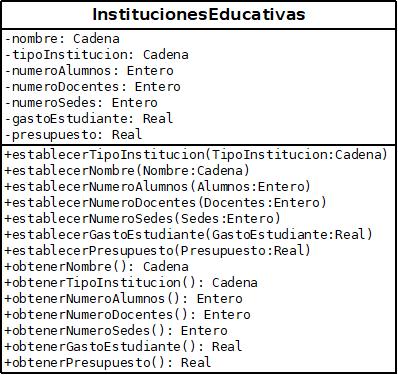 InstitucionesEducativas
-nombre: Cadena
-tipoInstitucion: Cadena
-numeroAlumnos: Entero
-numeroDocentes: Entero
-numeroSedes: Entero
-gastoEstudiante: Real
-presupuesto: Real
+establecerTipoInstitucion(TipoInstitucion:Cadena)
+establecerNombre(Nombre:Cadena)
+establecerNumeroAlumnos(Alumnos:Entero)
+establecerNumeroDocentes(Docentes:Entero)
+establecerNumeroSedes(Sedes:Entero)
+establecerGastoEstudiante(GastoEstudiante:Real)
+establecerPresupuesto(Presupuesto:Real)
+obtenerNombre(): Cadena
+obtenerTipoInstitucion(): Cadena
+obtenerNumeroAlumnos(): Entero
+obtenerNumeroDocentes(): Entero
+obtenerNumeroSedes(): Entero
+obtenerGastoEstudiante(): Real
+obtenerPresupuesto(): Real